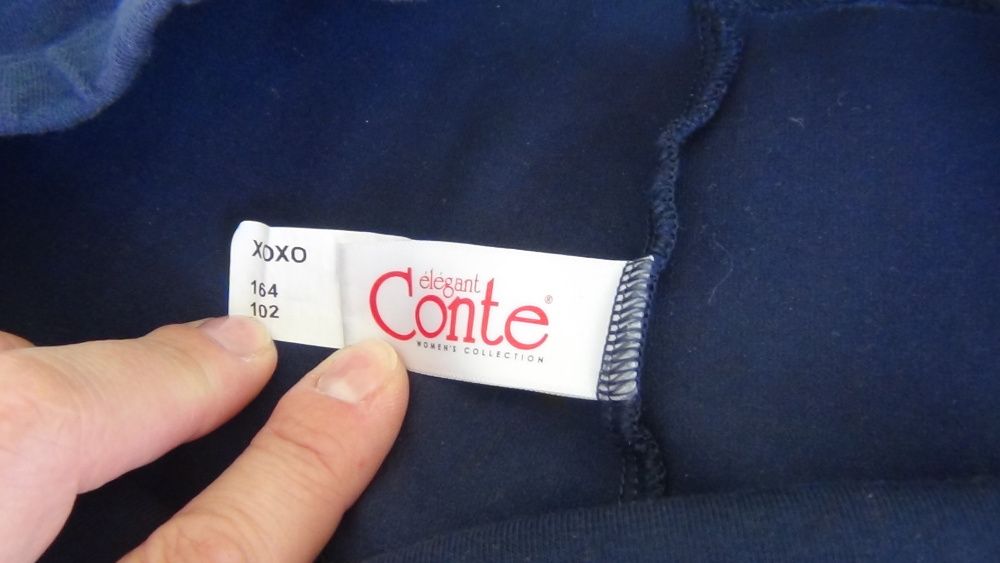 XOXO
164
102
élégant
Conte®
WOMEN'S COLLECTION